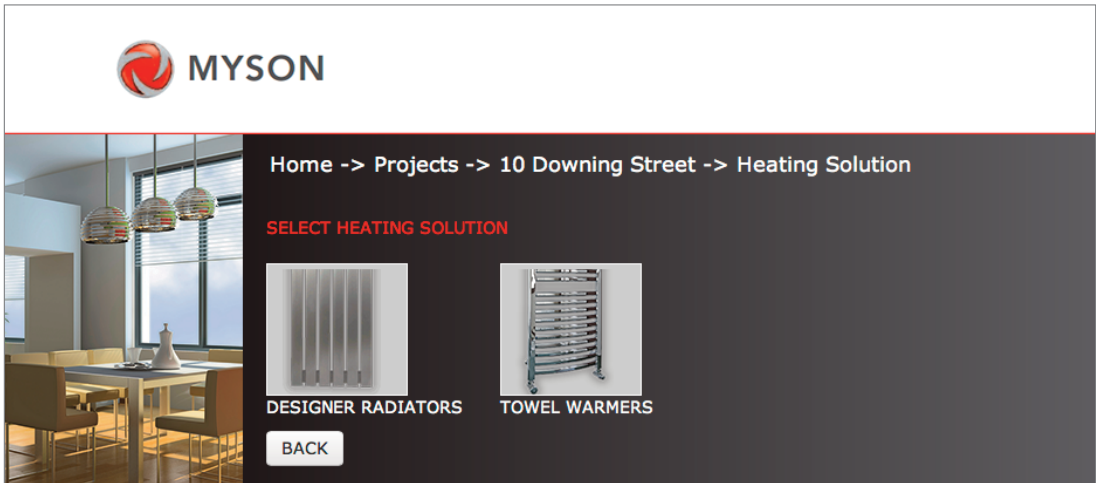 MYSON
Home -> Projects -> 10 Downing Street -> Heating Solution
SELECT HEATING SOLUTION
DESIGNER RADIATORS
TOWEL WARMERS
BACK